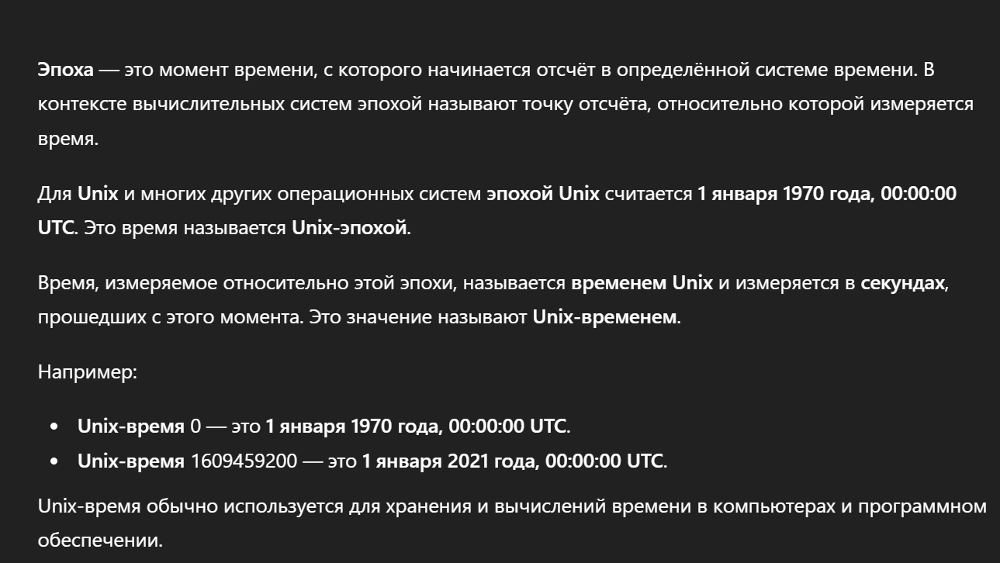 Эпоха — это момент времени, с которого начинается отсчёт в определённой системе времени. В
контексте вычислительных систем эпохой называют точку отсчёта, относительно которой измеряется
время.
Для Unix и многих других операционных систем эпохой Unix считается 1 января 1970 года, 00:00:00
UTC. Это время называется Unix-эпохой.
Время, измеряемое относительно этой эпохи, называется временем Unix и измеряется в секундах,
прошедших с этого момента. Это значение называют Unix-временем.
Например:
• Unix-время 0 — это 1 января 1970 года, 00:00:00 UTC.
• Unix-время 1609459200 — это 1 января 2021 года, 00:00:00 UTC.
Unix-время обычно используется для хранения и вычислений времени в компьютерах и программном
обеспечении.